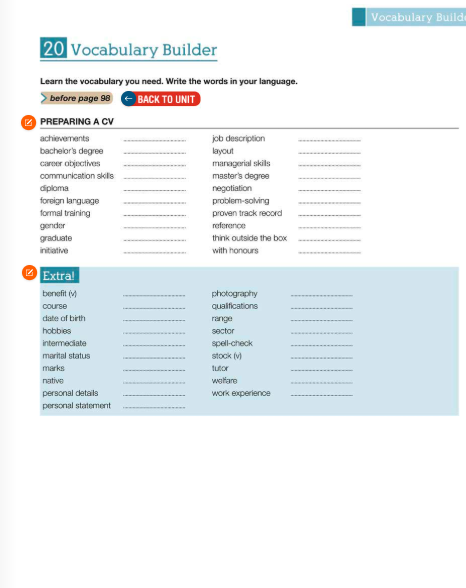 Vocabulary Build
20 Vocabulary Builder
Learn the vocabulary you need. Write the words in your language.
before page 98
BACK TO UNIT
PREPARING A CV
achievements
bachelor's degree
career objectives
communication skills
diploma
foreign language
formal training
gender
graduate
initiative
job description
layout
managerial skills
master's degree
negotiation
problem-solving
proven track record
reference
think outside the box
with honours
Extra!
benefit (v)
course
date of birth
hobbies
intermediate
marital status
marks
native
personal details
personal statement
photography
qualifications
range
sector
spell-check
stock (v)
tutor
welfare
work experience